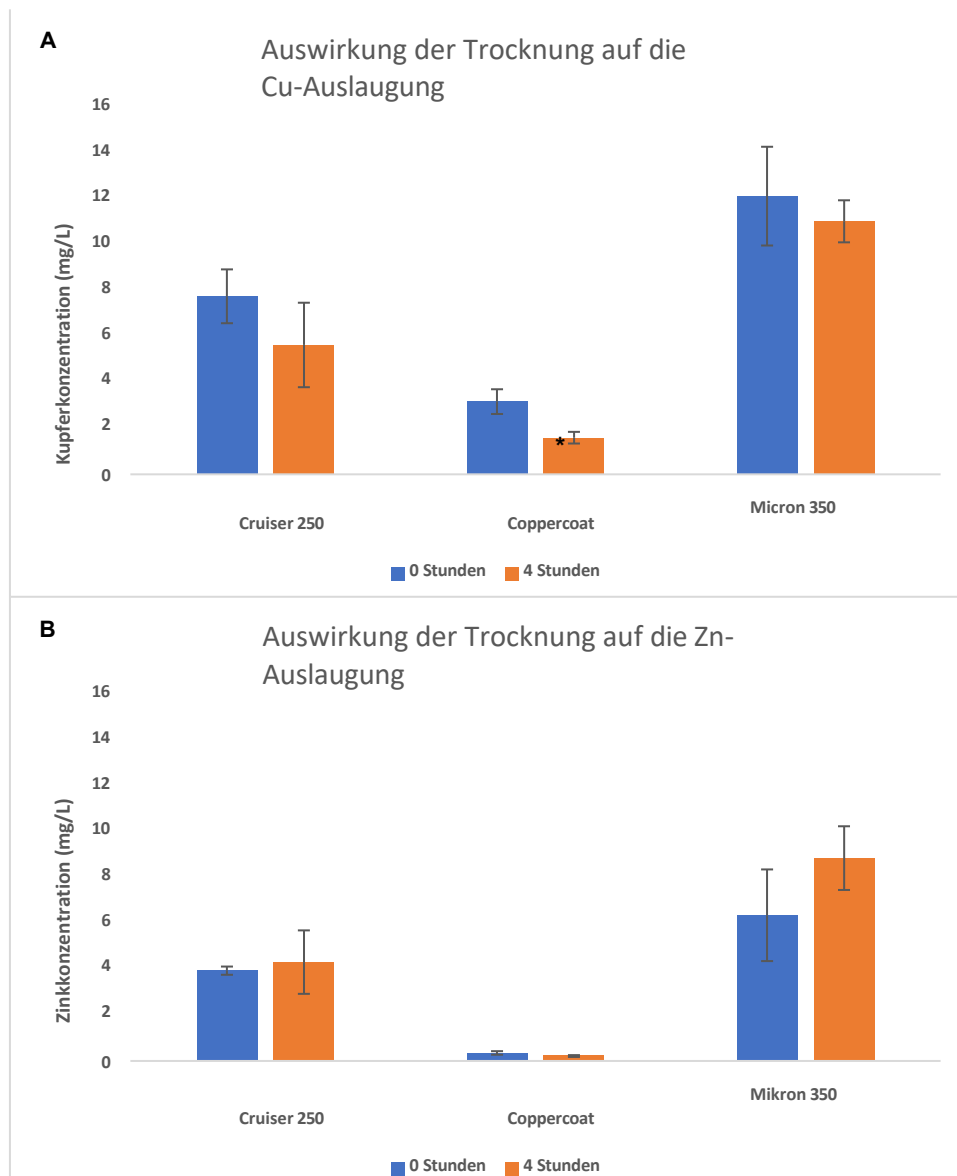 A
Auswirkung der Trocknung auf die
Cu-Auslaugung
16
14
12
10
8
6
4
2
0
Kupferkonzentration (mg/L)
*
Cruiser 250
Coppercoat
Micron 350
0 Stunden
4 Stunden
B
Auswirkung der Trocknung auf die Zn-
Auslaugung
16
14
12
10
8
6
4
2
0
Zinkkonzentration (mg/L)
Cruiser 250
Coppercoat
Mikron 350
0 Stunden
4 Stunden